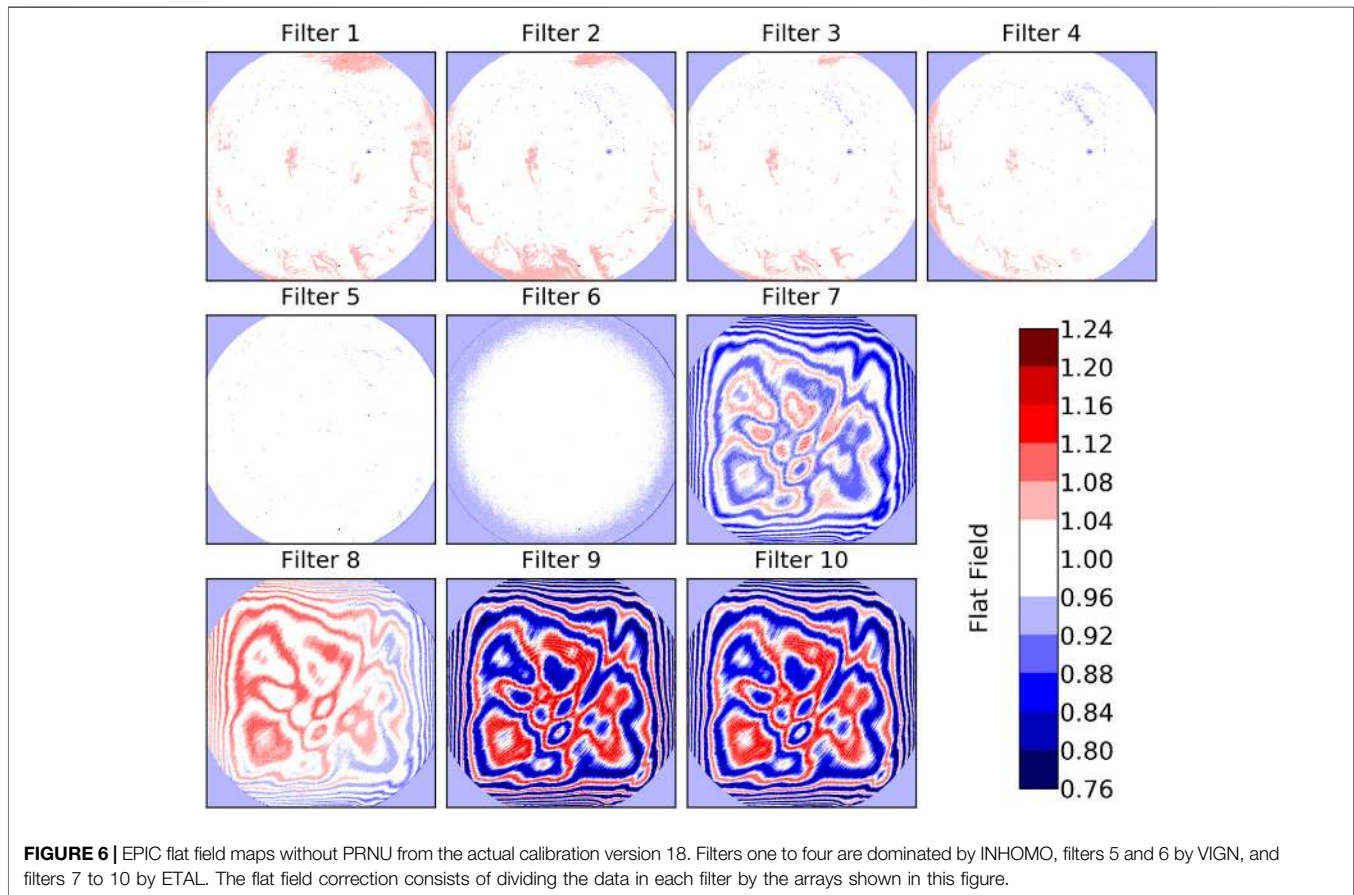 Filter 1 Filter 2 Filter 3 Filter 4
Filter 5 Filter 6 Filter 7
Filter 8 Filter 9 Filter 10
Flat Field
1.24
1.20
1.16
1.12
1.08
1.04
1.00
0.96
0.92
0.88
0.84
0.80
0.76
FIGURE 6 | EPIC flat field maps without PRNU from the actual calibration version 18. Filters one to four are dominated by INHOMO, filters 5 and 6 by VIGN, and
filters 7 to 10 by ETAL. The flat field correction consists of dividing the data in each filter by the arrays shown in this figure.